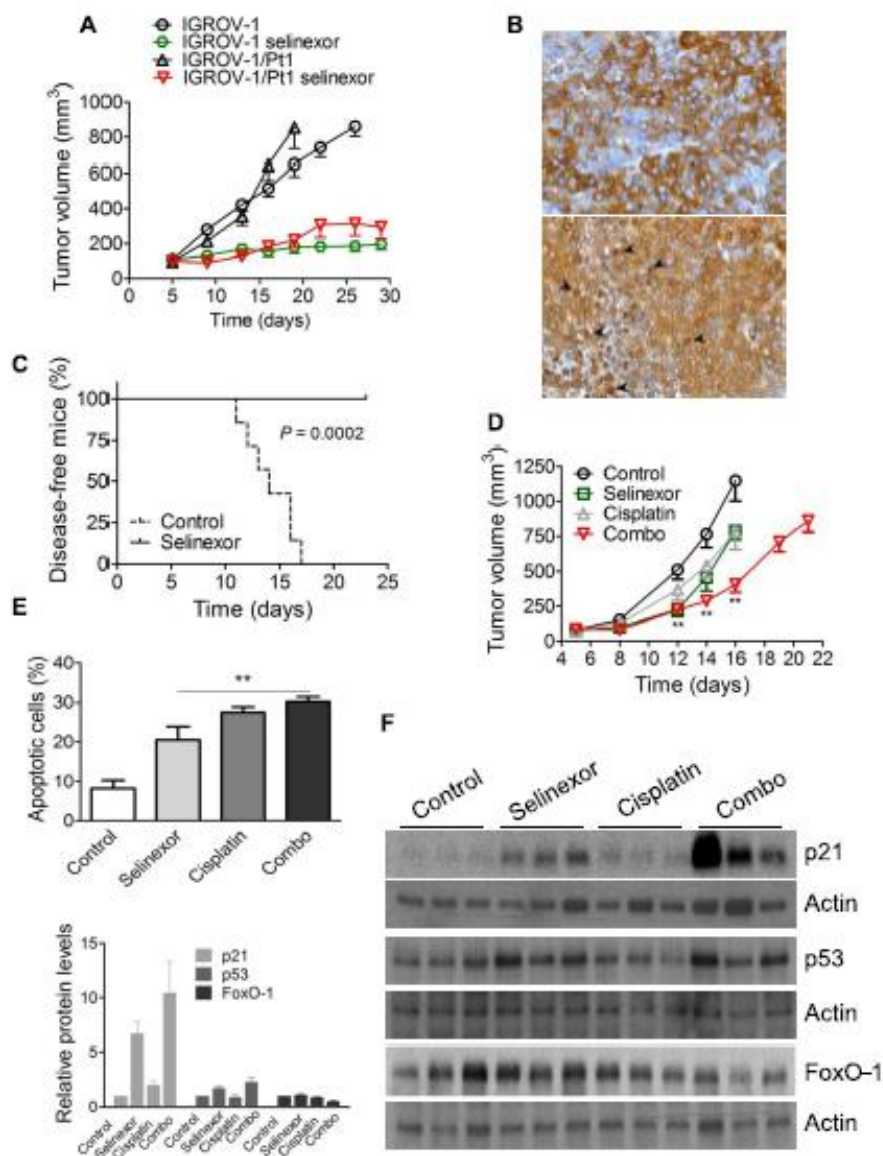 A
IGROV-1
IGROV-1 selinexor
IGROV-1/Pt1
IGROV-1/Pt1 selinexor
Tumor volume (mm³)
1000
800
600
400
200
0
0 5 10 15 20 25 30
Time (days)
B
C
Disease-free mice (%)
100
75
50
25
0
P = 0.0002
Control
Selinexor
0 5 10 15 20 25
Time (days)
D
Tumor volume (mm³)
1250
1000
750
500
250
0
Control
Selinexor
Cisplatin
Combo
** ** **
4 6 8 10 12 14 16 18 20 22
Time (days)
E
Apoptotic cells (%)
40
30
20
10
0
**
Control Selinexor Cisplatin Combo
Relative protein levels
15
10
5
0
p21
p53
FoxO-1
Control Selinexor Cisplatin Combo Control Selinexor Cisplatin Combo Control Selinexor Cisplatin Combo
F
Control Selinexor Cisplatin Combo
p21
Actin
p53
Actin
FoxO-1
Actin